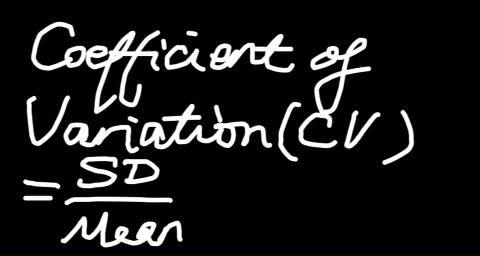 Coefficient of
Variation (CV)
= SD
Mean